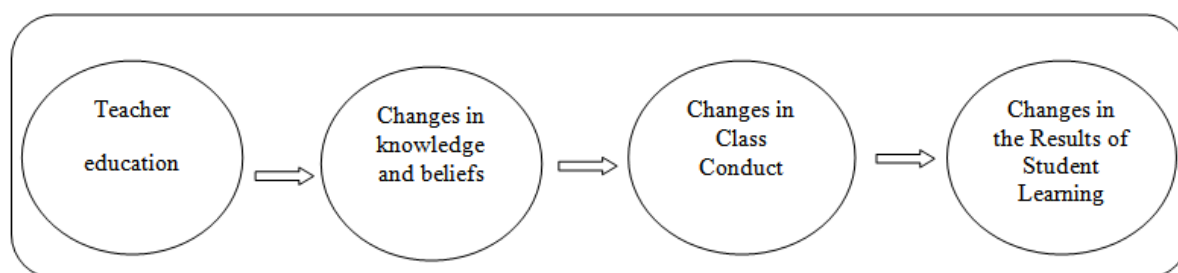 Teacher
education
Changes in
knowledge
and beliefs
Changes in
Class
Conduct
Changes in
the Results of
Student
Learning